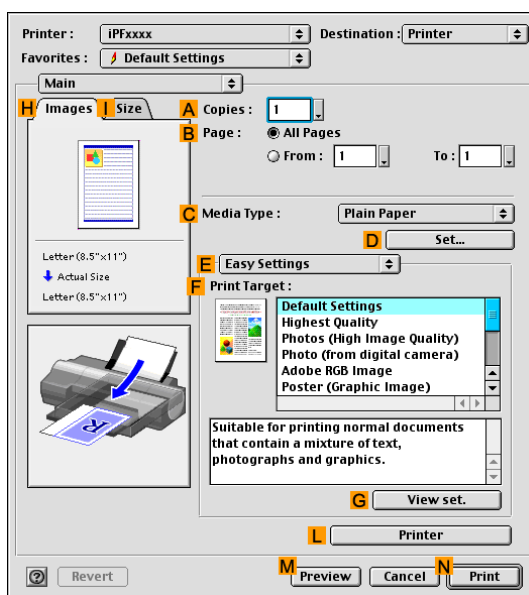 Printer : iPFxxxx Destination : Printer
Favorites : Default Settings
Main
H Images I Size
A Copies : 1
B Page : All Pages
From : 1 To : 1
C Media Type : Plain Paper
D Set...
Letter (8.5"x11")
Actual Size
Letter (8.5"x11")
E Easy Settings
F Print Target :
Default Settings
Highest Quality
Photos (High Image Quality)
Photo (from digital camera)
Adobe RGB Image
Poster (Graphic Image)
R
Suitable for printing normal documents
that contain a mixture of text,
photographs and graphics.
G View set.
L Printer
? Revert M Preview Cancel N Print